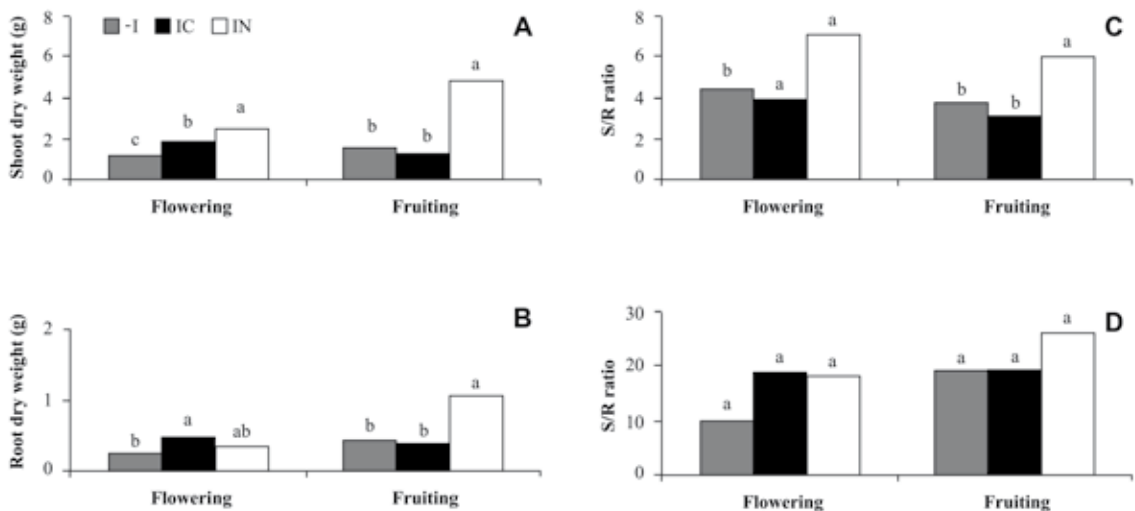 Shoot dry weight (g)
8
6
4
2
0
-I IC IN
A
c b a
b b a
Flowering Fruiting
S/R ratio
8
6
4
2
0
C
b a a
b b a
Flowering Fruiting
Root dry weight (g)
2
1
0
B
b a ab
b b a
Flowering Fruiting
S/R ratio
30
20
10
0
D
a a a
a a a
Flowering Fruiting